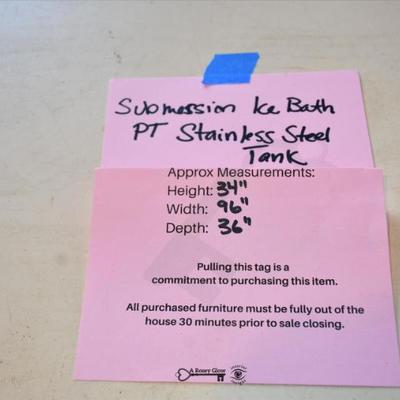 Submession Ice Bath
PT Stainless Steel
Tank
Approx Measurements:
Height: 34"
Width: 96"
Depth: 36"
Pulling this tag is a
commitment to purchasing this item.
All purchased furniture must be fully out of the
house 30 minutes prior to sale closing.
A Rosey Glow